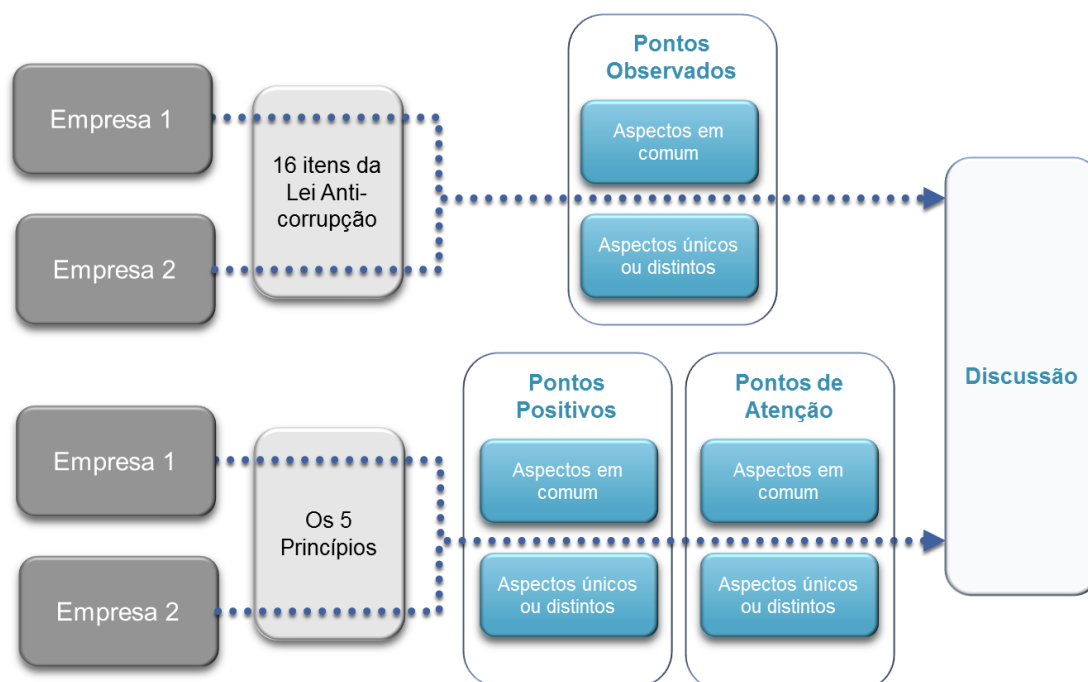 Pontos
Observados
Empresa 1
Aspectos em
comum
16 itens da
Lei Anti-
corrupção
Empresa 2
Aspectos únicos
ou distintos
Discussão
Pontos
Positivos
Pontos de
Atenção
Empresa 1
Aspectos em
comum
Aspectos em
comum
Os 5
Princípios
Empresa 2
Aspectos únicos
ou distintos
Aspectos únicos
ou distintos